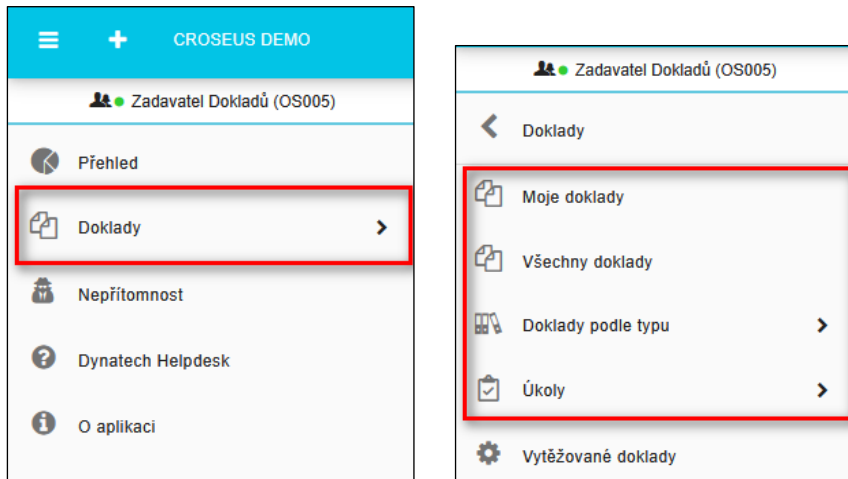 CROSEUS DEMO
Zadavatel Dokladů (OS005)
Přehled
Doklady
Nepřítomnost
Dynatech Helpdesk
O aplikaci
Zadavatel Dokladů (OS005)
Doklady
Moje doklady
Všechny doklady
Doklady podle typu
Úkoly
Vytěžované doklady